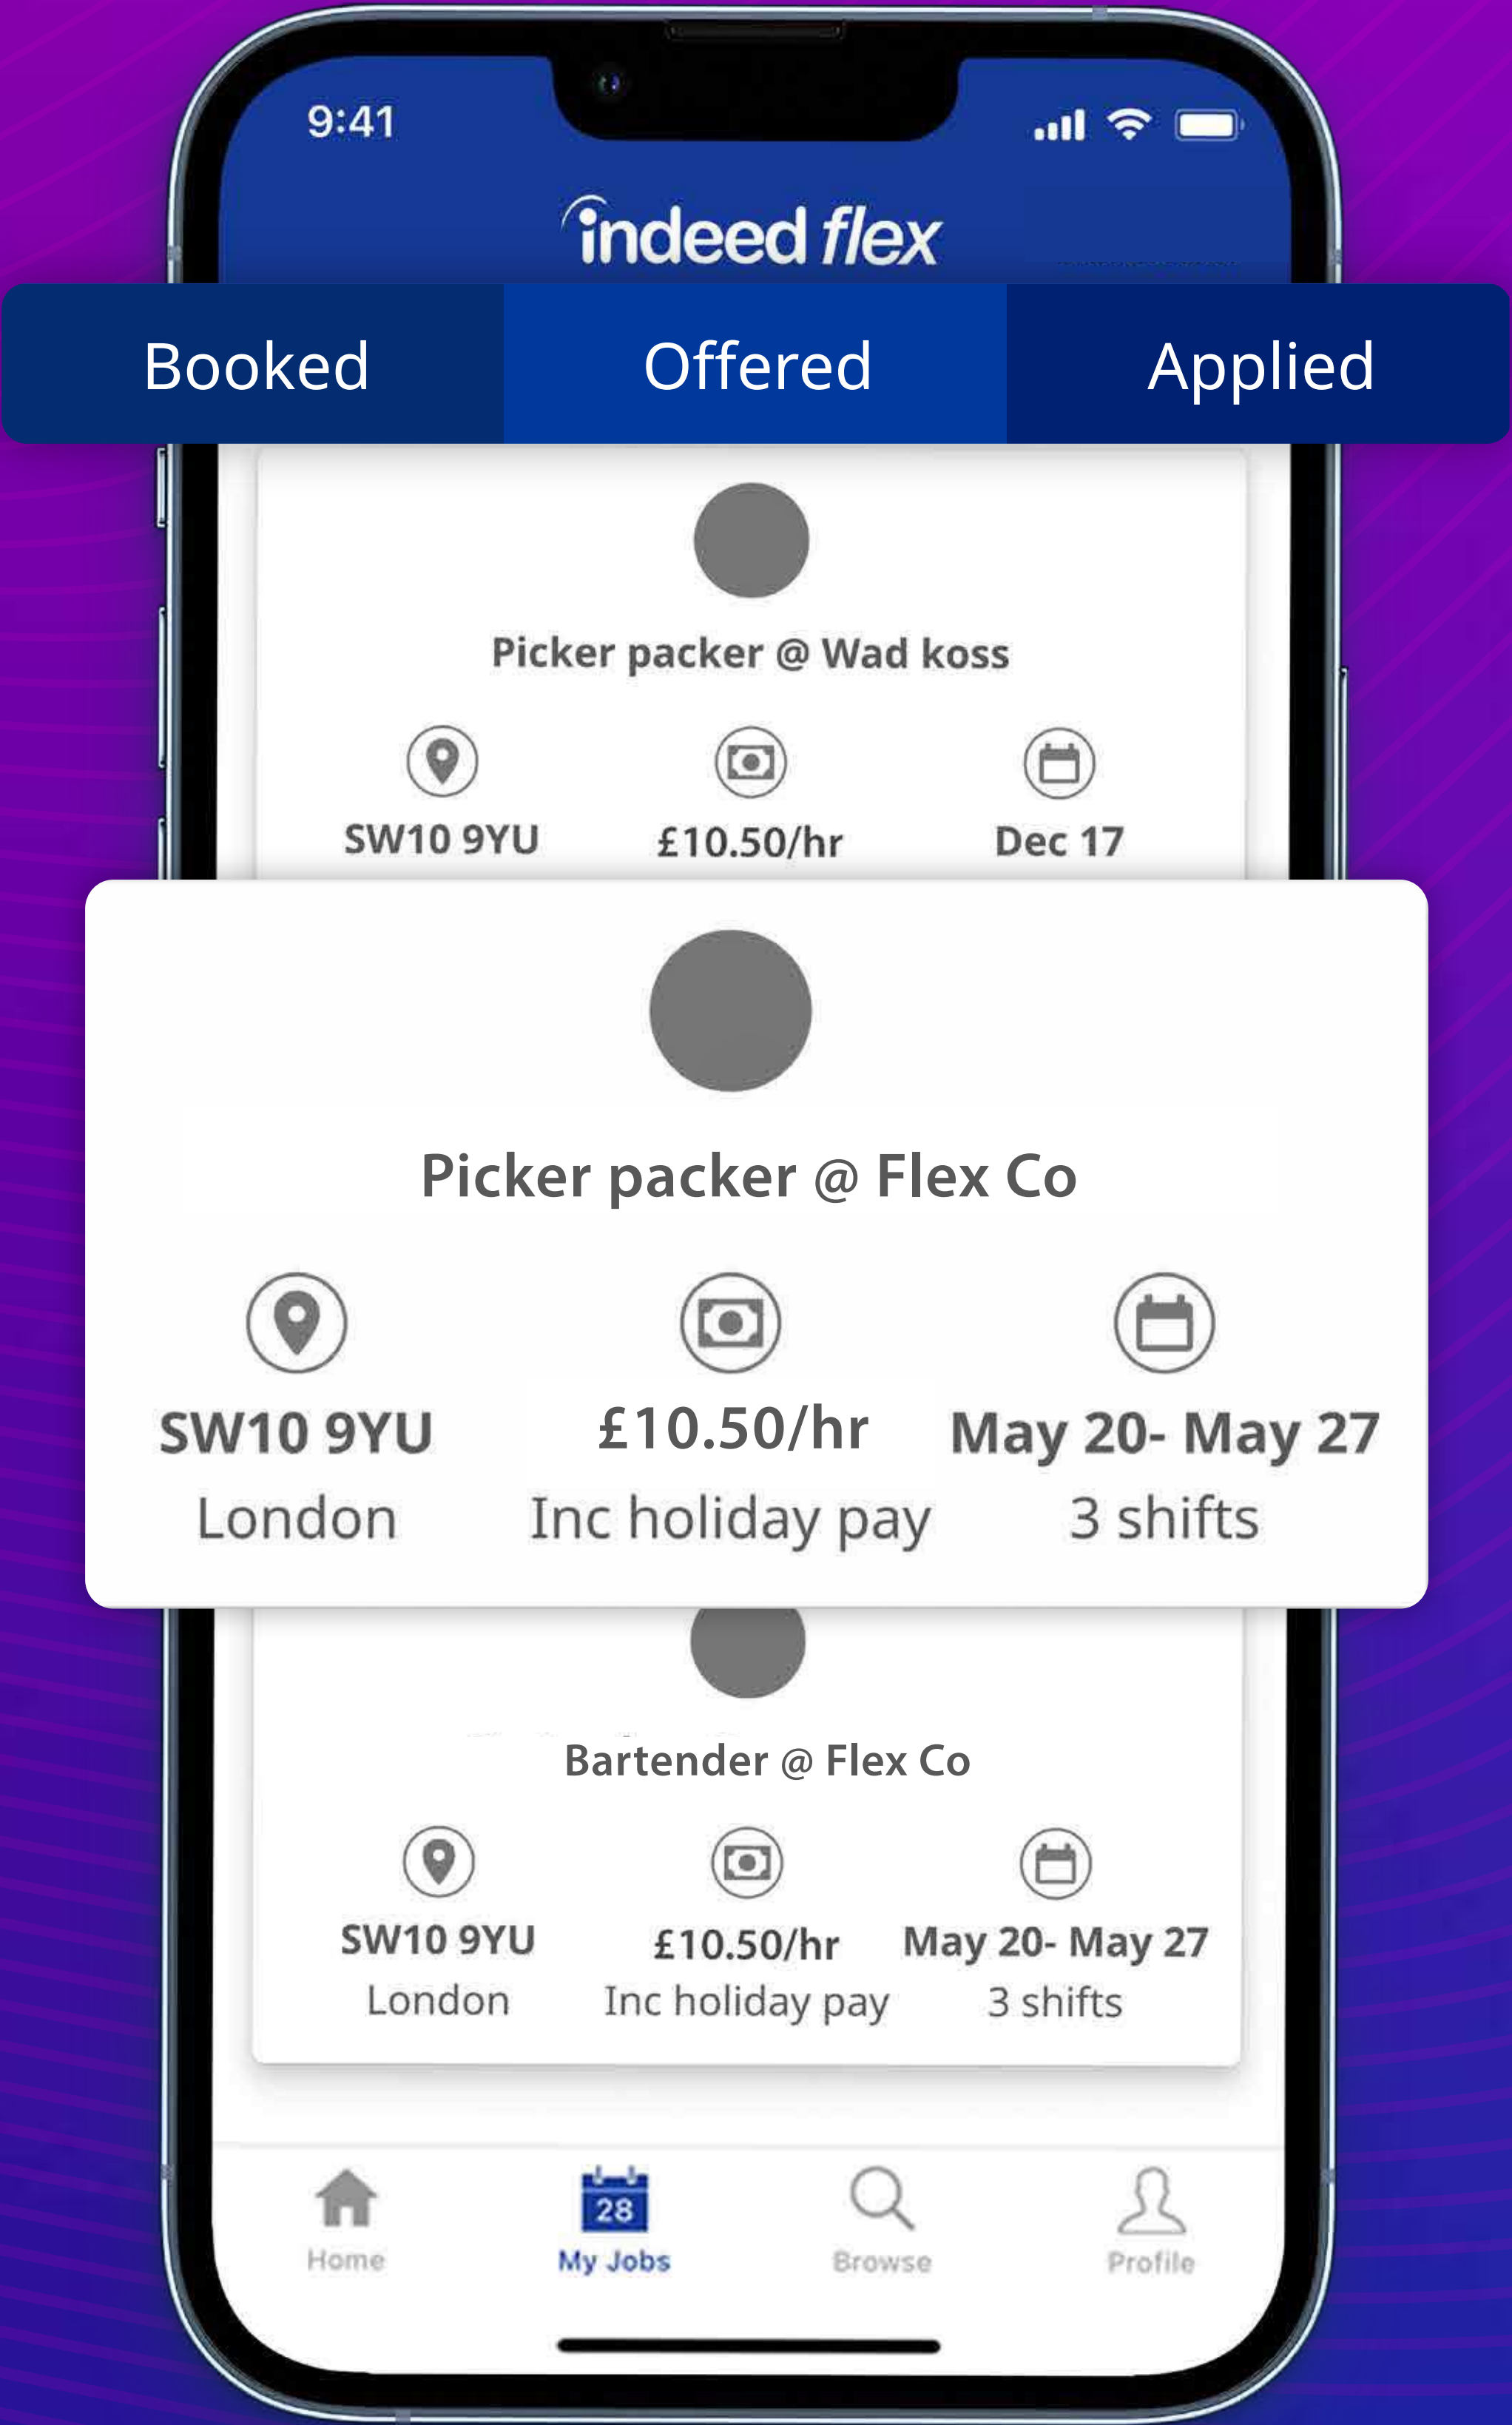 9:41
indeed flex
Booked Offered Applied
Picker packer @ Wad koss
SW10 9YU £10.50/hr Dec 17
Picker packer @ Flex Co
SW10 9YU £10.50/hr May 20- May 27
London Inc holiday pay 3 shifts
Bartender @ Flex Co
SW10 9YU £10.50/hr May 20- May 27
London Inc holiday pay 3 shifts
28
Home My Jobs Browse Profile